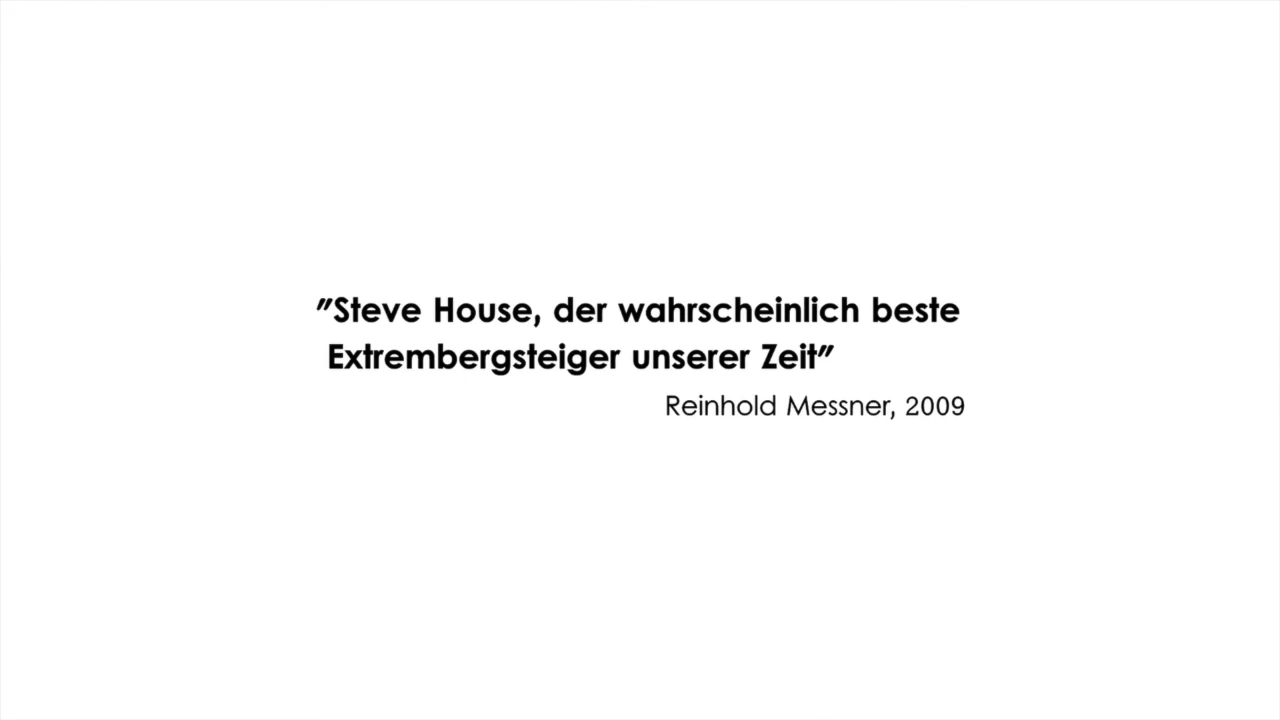 "Steve House, der wahrscheinlich beste
Extrembergsteiger unserer Zeit"
Reinhold Messner, 2009